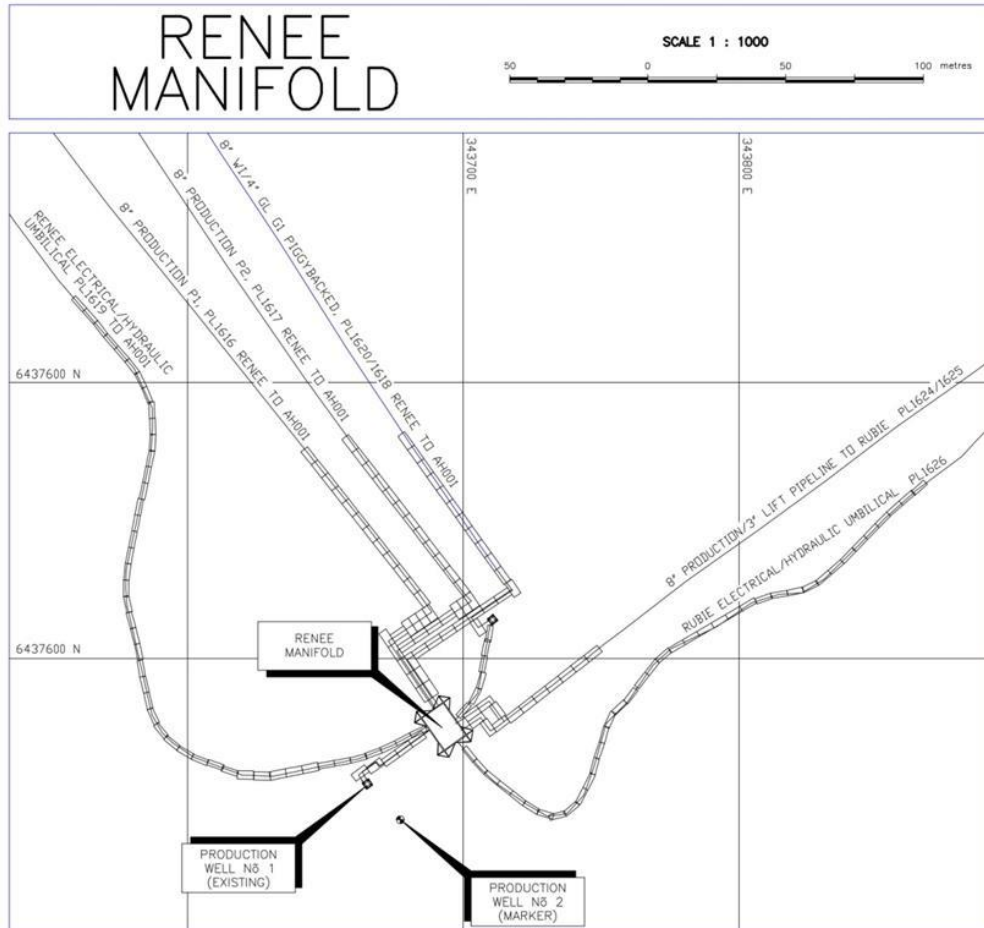 RENEE
MANIFOLD
SCALE 1 : 1000
50 0 50 100 metres
343700 E
343800 E
8" WI/4" GL G1 PIGGYBACKED, PL1620/1618 RENEE TO AH001
8" PRODUCTION P2, PL1617 RENEE TO AH001
8" PRODUCTION P1, PL1616 RENEE TO AH001
RENEE ELECTRICAL/HYDRAULIC
UMBILICAL PL1619 TO AH001
6437600 N
8" PRODUCTION/3" LIFT PIPELINE TO RUBIE PL1624/1625
RUBIE ELECTRICAL/HYDRAULIC UMBILICAL PL1626
RENEE
MANIFOLD
6437600 N
PRODUCTION
WELL Nδ 1
(EXISTING)
PRODUCTION
WELL Nδ 2
(MARKER)